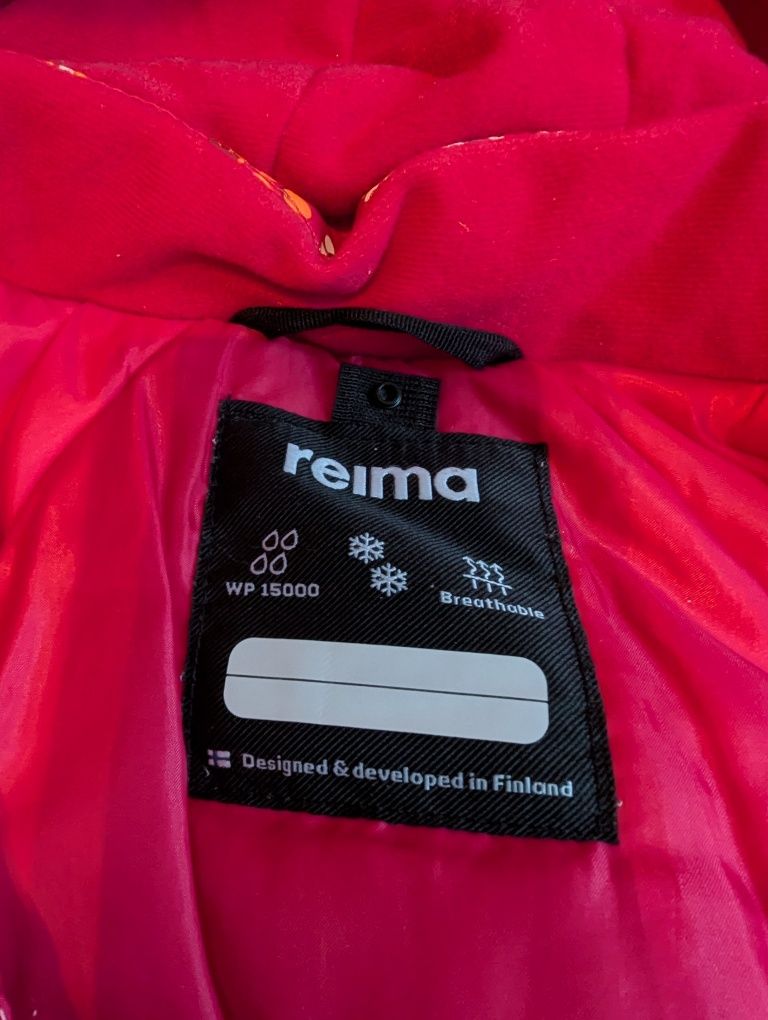 reima
WP 15000
Breathable
Designed & developed in Finland